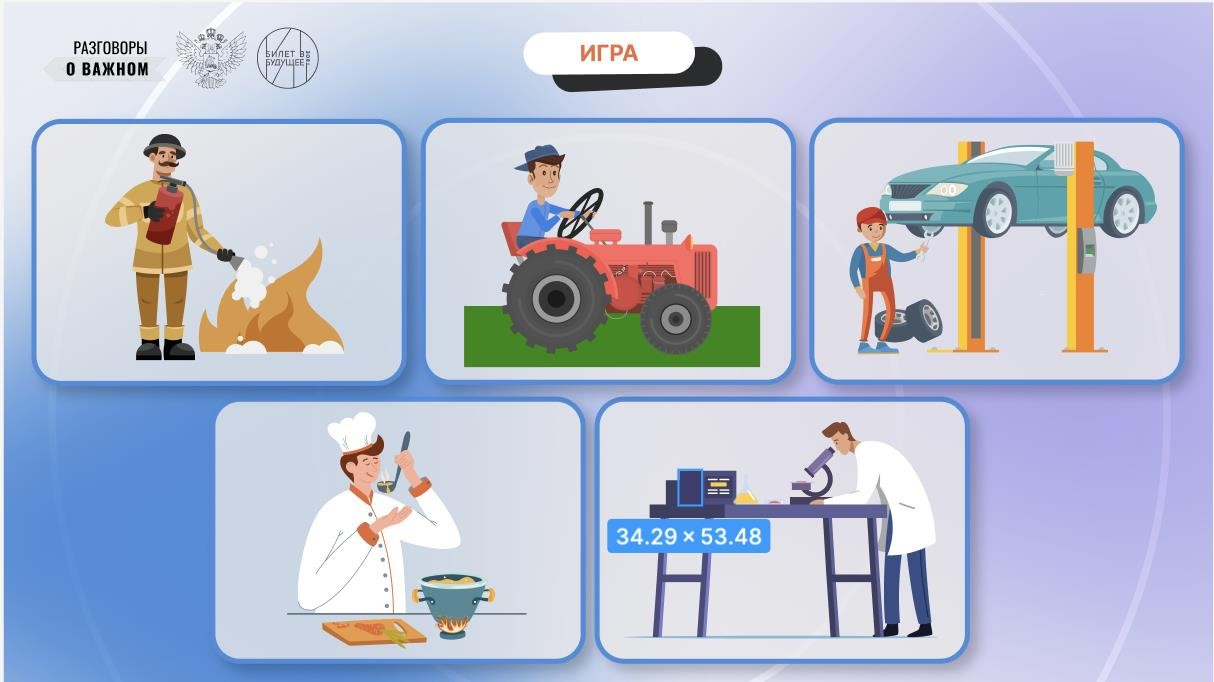 РАЗГОВОРЫ
О ВАЖНОМ
БИЛЕТ В
БУДУЩЕЕ
ИГРА
34.29 × 53.48